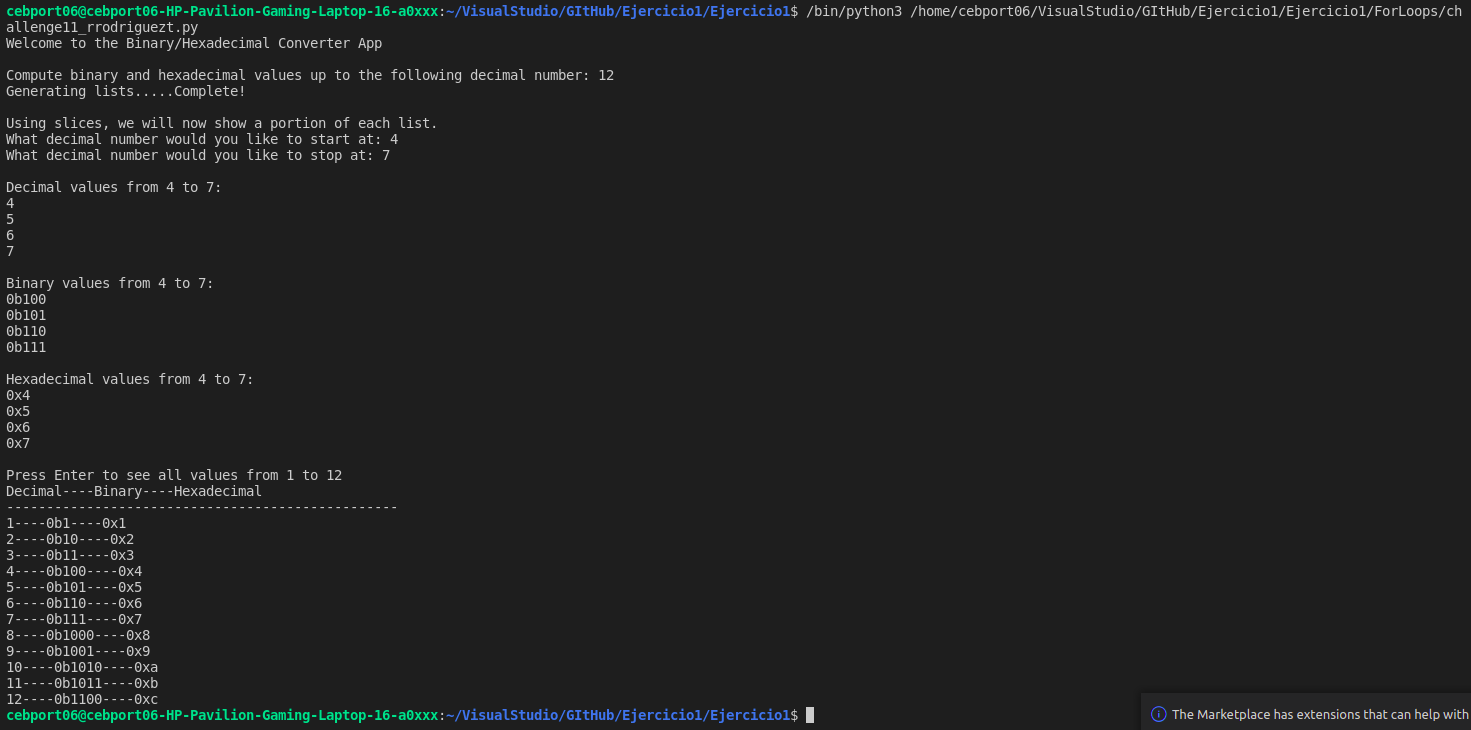 cebport06@cebport06-HP-Pavilion-Gaming-Laptop-16-a0xxx:~/VisualStudio/GItHub/Ejercicio1/Ejercicio1$ /bin/python3 /home/cebport06/VisualStudio/GItHub/Ejercicio1/Ejercicio1/ForLoops/ch
allenge11_rrodriguezt.py
Welcome to the Binary/Hexadecimal Converter App
Compute binary and hexadecimal values up to the following decimal number: 12
Generating lists.....Complete!
Using slices, we will now show a portion of each list.
What decimal number would you like to start at: 4
What decimal number would you like to stop at: 7
Decimal values from 4 to 7:
4
5
6
7
Binary values from 4 to 7:
0b100
0b101
0b110
0b111
Hexadecimal values from 4 to 7:
0x4
0x5
0x6
0x7
Press Enter to see all values from 1 to 12
Decimal----Binary----Hexadecimal
-------------------------------------------------
1----0b1----0x1
2----0b10----0x2
3----0b11----0x3
4----0b100----0x4
5----0b101----0x5
6----0b110----0x6
7----0b111----0x7
8----0b1000----0x8
9----0b1001----0x9
10----0b1010----0xa
11----0b1011----0xb
12----0b1100----0xc
cebport06@cebport06-HP-Pavilion-Gaming-Laptop-16-a0xxx:~/VisualStudio/GItHub/Ejercicio1/Ejercicio1$
The Marketplace has extensions that can help with